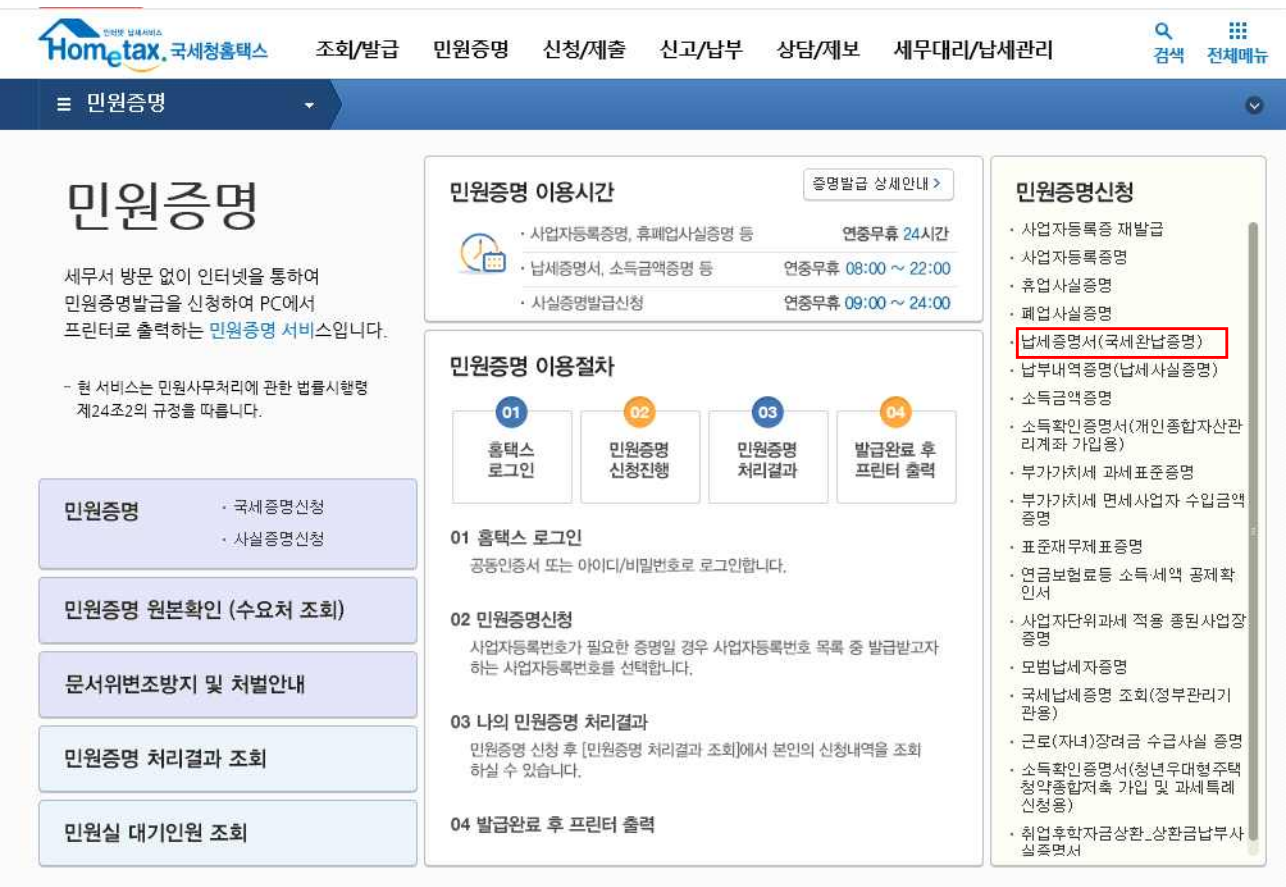 인터넷 납세서비스
Hometax. 국세청홈택스
조회/발급 민원증명 신청/제출 신고/납부 상담/제보 세무대리/납세관리
검색 전체메뉴
민원증명
민원증명
세무서 방문 없이 인터넷을 통하여
민원증명발급을 신청하여 PC에서
프린터로 출력하는 민원증명 서비스입니다.
- 현 서비스는 민원사무처리에 관한 법률시행령
제24조2의 규정을 따릅니다.
민원증명
· 국세증명신청
· 사실증명신청
민원증명 원본확인 (수요처 조회)
문서위변조방지 및 처벌안내
민원증명 처리결과 조회
민원실 대기인원 조회
민원증명 이용시간
증명발급 상세안내 >
· 사업자등록증명, 휴폐업사실증명 등 연중무휴 24시간
· 납세증명서, 소득금액증명 등 연중무휴 08:00 ~ 22:00
· 사실증명발급신청 연중무휴 09:00 ~ 24:00
민원증명 이용절차
01 02 03 04
홈택스 민원증명 민원증명 발급완료 후
로그인 신청진행 처리결과 프린터 출력
01 홈택스 로그인
공동인증서 또는 아이디/비밀번호로 로그인합니다.
02 민원증명신청
사업자등록번호가 필요한 증명일 경우 사업자등록번호 목록 중 발급받고자
하는 사업자등록번호를 선택합니다.
03 나의 민원증명 처리결과
민원증명 신청 후 [민원증명 처리결과 조회]에서 본인의 신청내역을 조회
하실 수 있습니다.
04 발급완료 후 프린터 출력
민원증명신청
· 사업자등록증 재발급
· 사업자등록증명
· 휴업사실증명
· 폐업사실증명
· 납세증명서(국세완납증명)
· 납부내역증명(납세사실증명)
· 소득금액증명
· 소득확인증명서(개인종합자산관
리계좌 가입용)
· 부가가치세 과세표준증명
· 부가가치세 면세사업자 수입금액
증명
· 표준재무제표증명
· 연금보험료등 소득·세액 공제확
인서
· 사업자단위과세 적용 종된사업장
증명
· 모범납세자증명
· 국세납세증명 조회(정부관리기
관용)
· 근로(자녀)장려금 수급사실 증명
· 소득확인증명서(청년우대형주택
청약종합저축 가입 및 과세특례
신청용)
· 취업후학자금상환_상환금납부사
실증명서